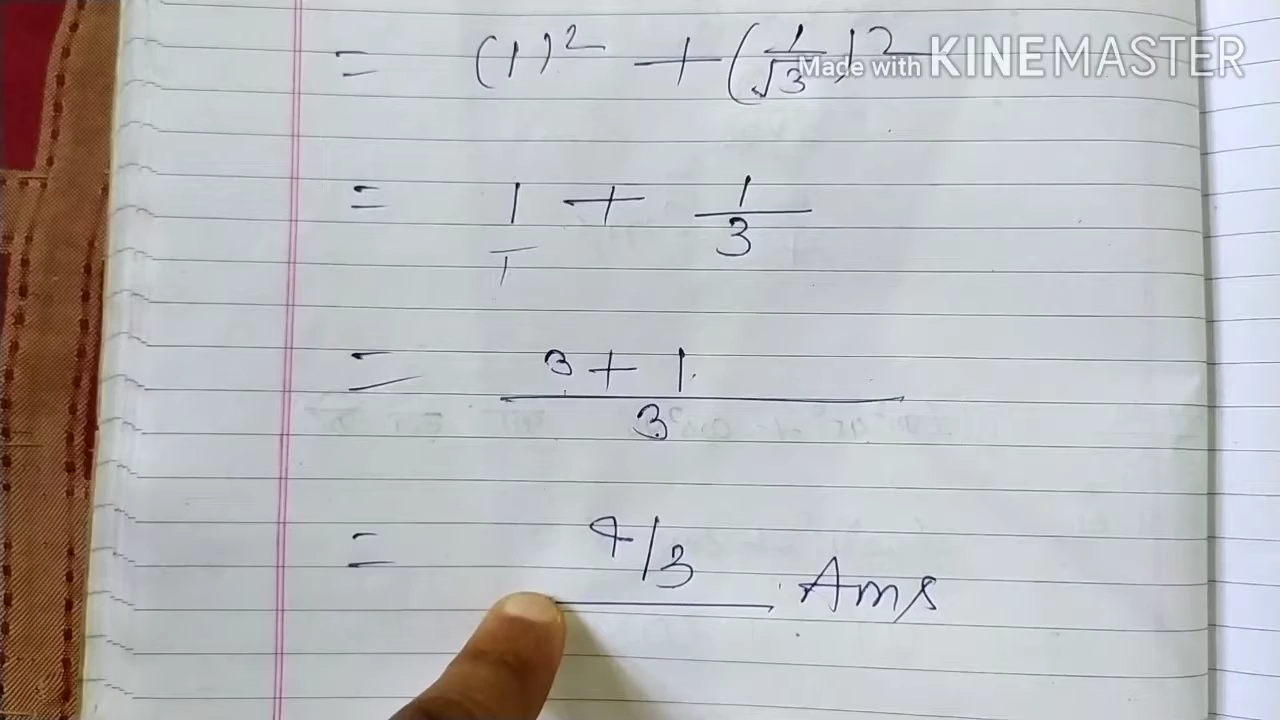 = (1)² + (1/√3)²
Made with KINEMASTER
= 1/1 + 1/3
= 3 + 1 / 3
= 4/3 Ans